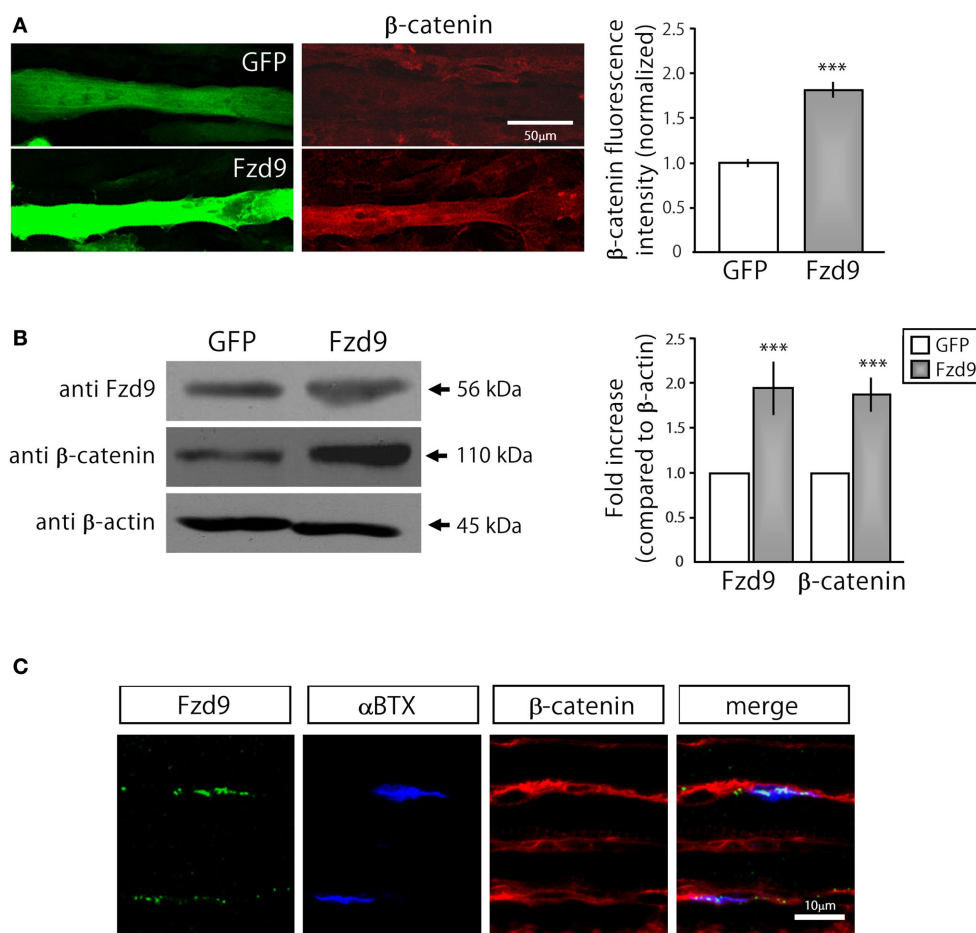 A
β-catenin
GFP
50μm
Fzd9
β-catenin fluorescence
intensity (normalized)
2.5
2.0
1.5
1.0
0.5
0
***
GFP
Fzd9
B
GFP
Fzd9
anti Fzd9
56 kDa
anti β-catenin
110 kDa
anti β-actin
45 kDa
Fold increase
(compared to β-actin)
2.5
2.0
1.5
1.0
0.5
0
***
***
GFP
Fzd9
Fzd9
β-catenin
C
Fzd9
αBTX
β-catenin
merge
10μm